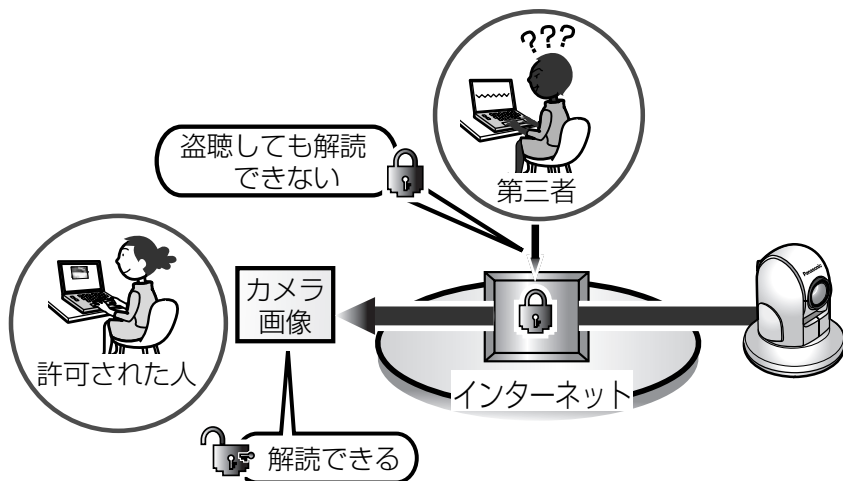 ???
盗聴しても解読
できない
第三者
Panasonic
カメラ
画像
許可された人
インターネット
解読できる